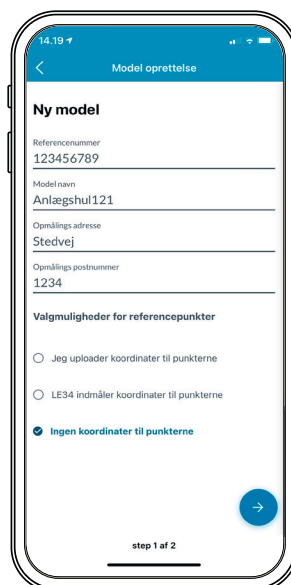 14.19
Model oprettelse
Ny model
Referencenummer
123456789
Model navn
Anlægshul121
Opmålings adresse
Stedvej
Opmålings postnummer
1234
Valgmuligheder for referencepunkter
Jeg uploader koordinater til punkterne
LE34 indmåler koordinater til punkterne
Ingen koordinater til punkterne
step 1 af 2